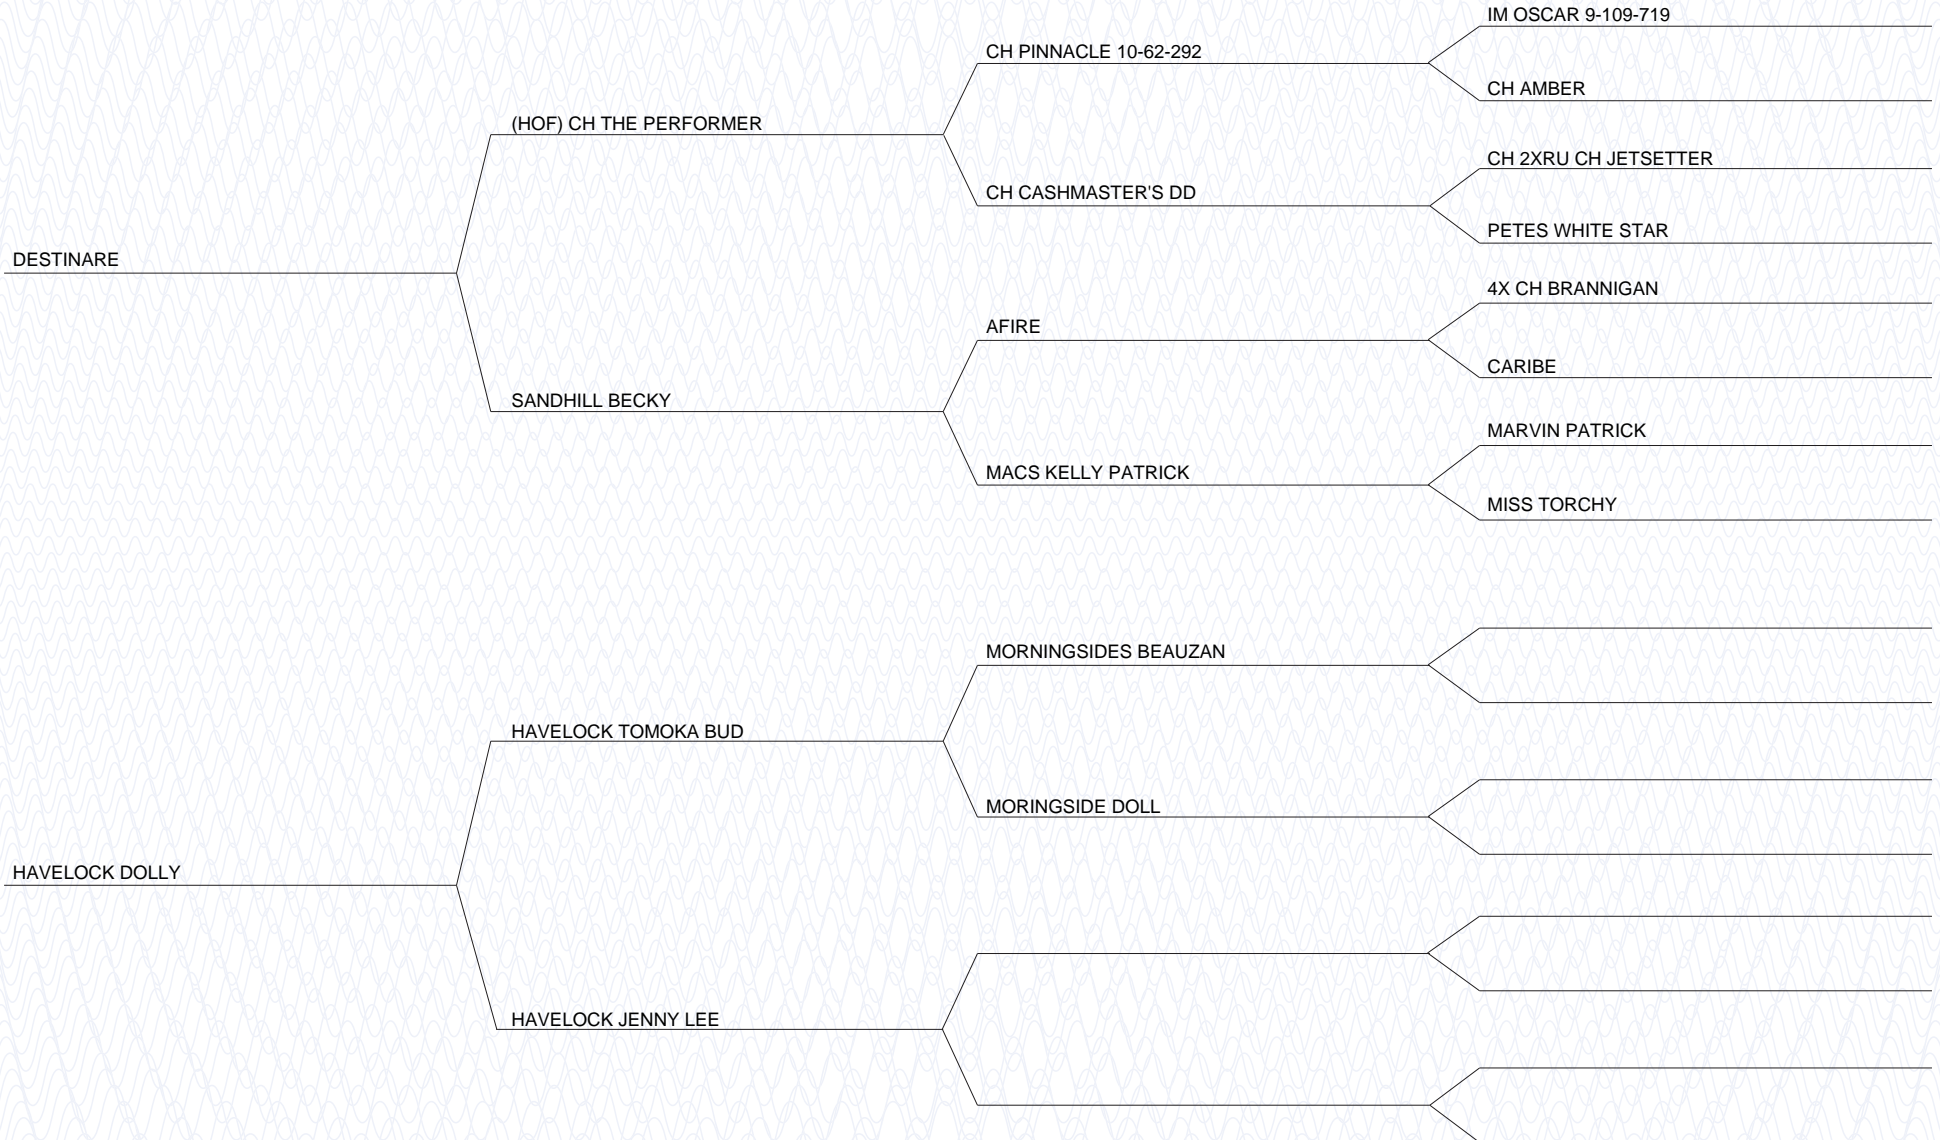 IM OSCAR 9-109-719
CH PINNACLE 10-62-292
CH AMBER
(HOF) CH THE PERFORMER
CH 2XRU CH JETSETTER
CH CASHMASTER'S DD
PETES WHITE STAR
DESTINARE
4X CH BRANNIGAN
AFIRE
CARIBE
SANDHILL BECKY
MARVIN PATRICK
MACS KELLY PATRICK
MISS TORCHY
MORNINGSIDES BEAUZAN
HAVELOCK TOMOKA BUD
MORINGSIDE DOLL
HAVELOCK DOLLY
HAVELOCK JENNY LEE